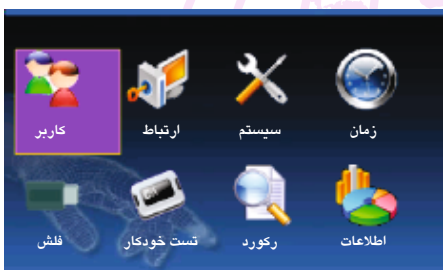 کاربر ارتباط سیستم زمان
فلش تست خودکار رکورد اطلاعات